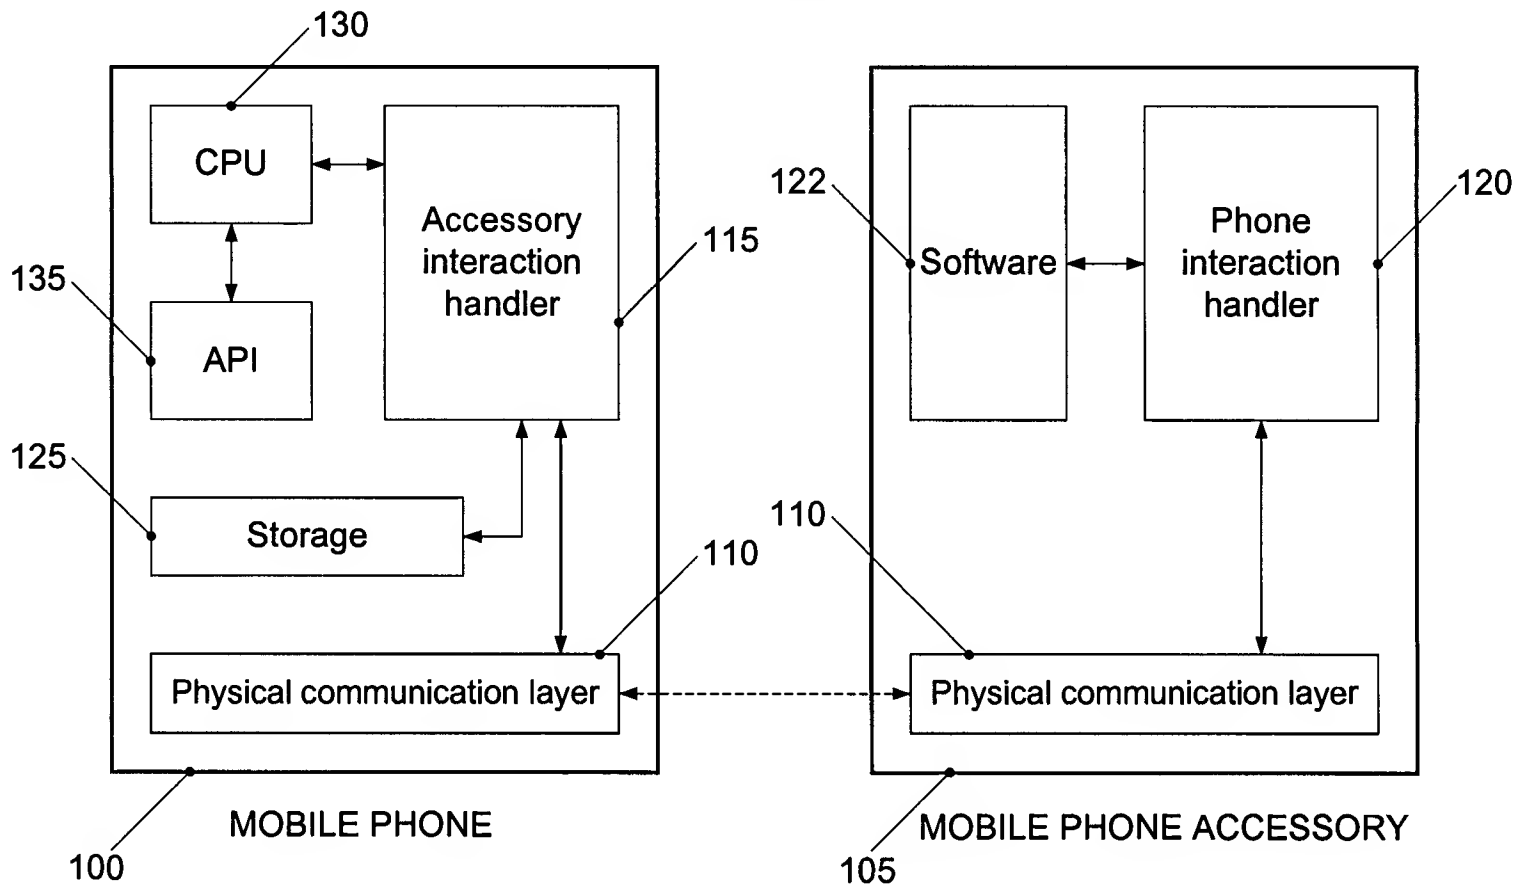 130
CPU
Accessory
interaction
handler
115
135
API
125
Storage
110
Physical communication layer
MOBILE PHONE
100
122
Software
Phone
interaction
handler
120
110
Physical communication layer
MOBILE PHONE ACCESSORY
105